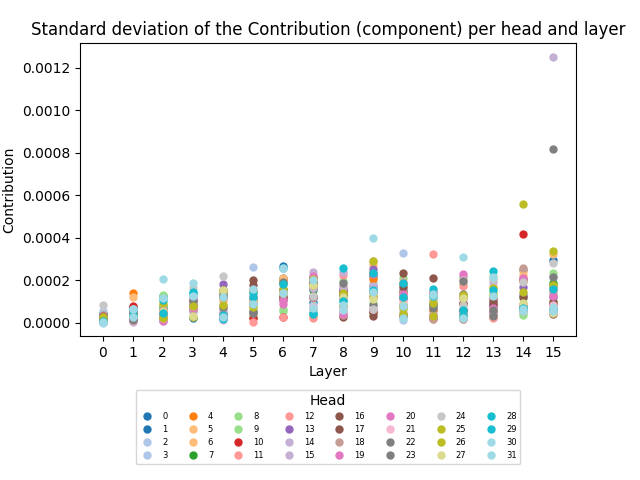 Standard deviation of the Contribution (component) per head and layer
0.0012
0.0010
0.0008
0.0006
0.0004
0.0002
0.0000
Contribution
0 1 2 3 4 5 6 7 8 9 10 11 12 13 14 15
Layer
Head
0 4 8 12 16 20 24 28
1 5 9 13 17 21 25 29
2 6 10 14 18 22 26 30
3 7 11 15 19 23 27 31